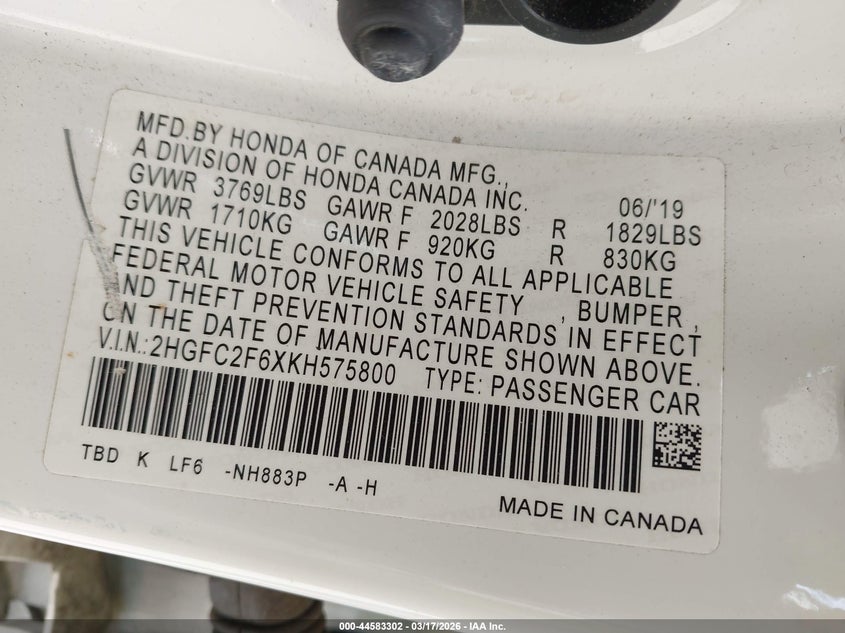 MFD.BY HONDA OF CANADA MFG.,
A DIVISION OF HONDA CANADA INC. 06/'19
GVWR 3769LBS GAWR F 2028LBS R 1829LBS
GVWR 1710KG GAWR F 920KG R 830KG
THIS VEHICLE CONFORMS TO ALL APPLICABLE
FEDERAL MOTOR VEHICLE SAFETY , BUMPER ,
AND THEFT PREVENTION STANDARDS IN EFFECT
ON THE DATE OF MANUFACTURE SHOWN ABOVE.
V.I.N.: 2HGFC2F6XKH575800 TYPE: PASSENGER CAR
TBD K LF6 -NH883P -A -H
MADE IN CANADA
000-44583302 - 03/17/2026 - IAA Inc.